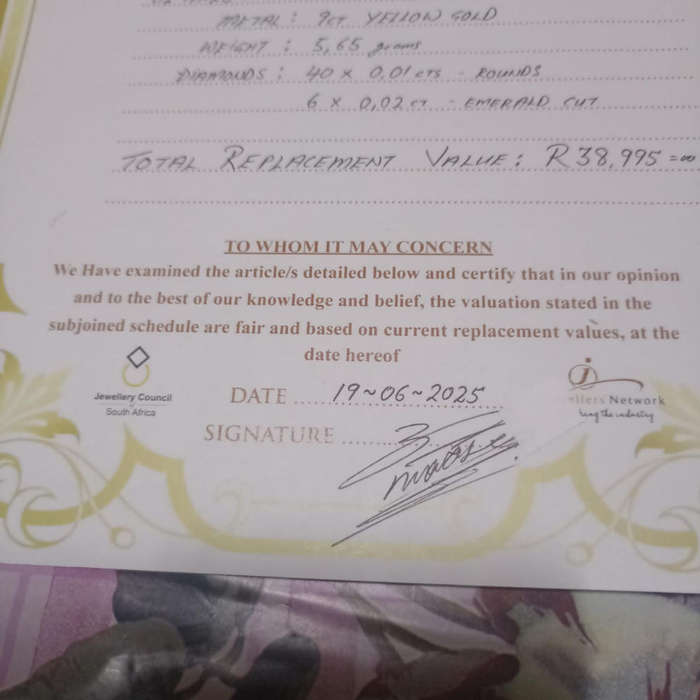 METAL : 9CT YELLOW GOLD
WEIGHT : 5,65 grams
DIAMONDS : 40 x 0,01 cts - ROUNDS
6 x 0,02 ct - EMERALD CUT
TOTAL REPLACEMENT VALUE : R38,995 = 00
TO WHOM IT MAY CONCERN
We Have examined the article/s detailed below and certify that in our opinion
and to the best of our knowledge and belief, the valuation stated in the
subjoined schedule are fair and based on current replacement values, at the
date hereof
Jewellery Council
of
South Africa
DATE 19~06~2025
SIGNATURE
Network